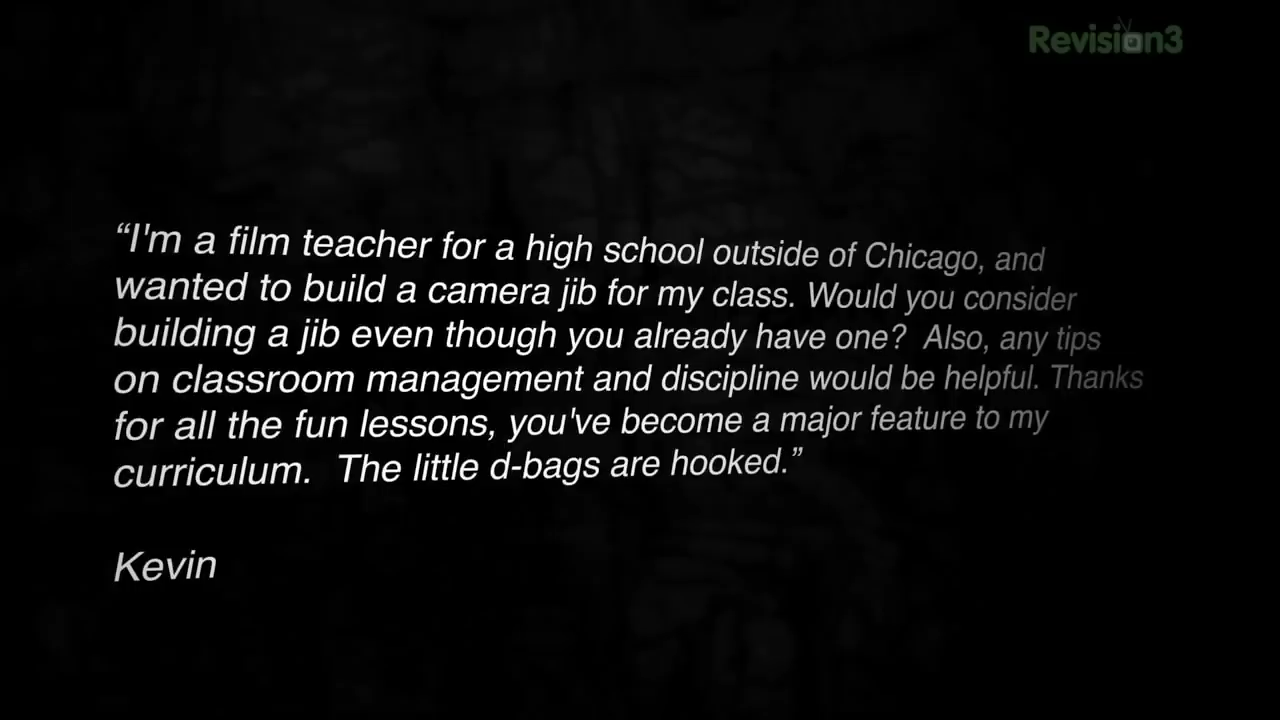 Revision3
“I'm a film teacher for a high school outside of Chicago, and
wanted to build a camera jib for my class. Would you consider
building a jib even though you already have one?  Also, any tips
on classroom management and discipline would be helpful. Thanks
for all the fun lessons, you've become a major feature to my
curriculum.  The little d-bags are hooked.”
Kevin